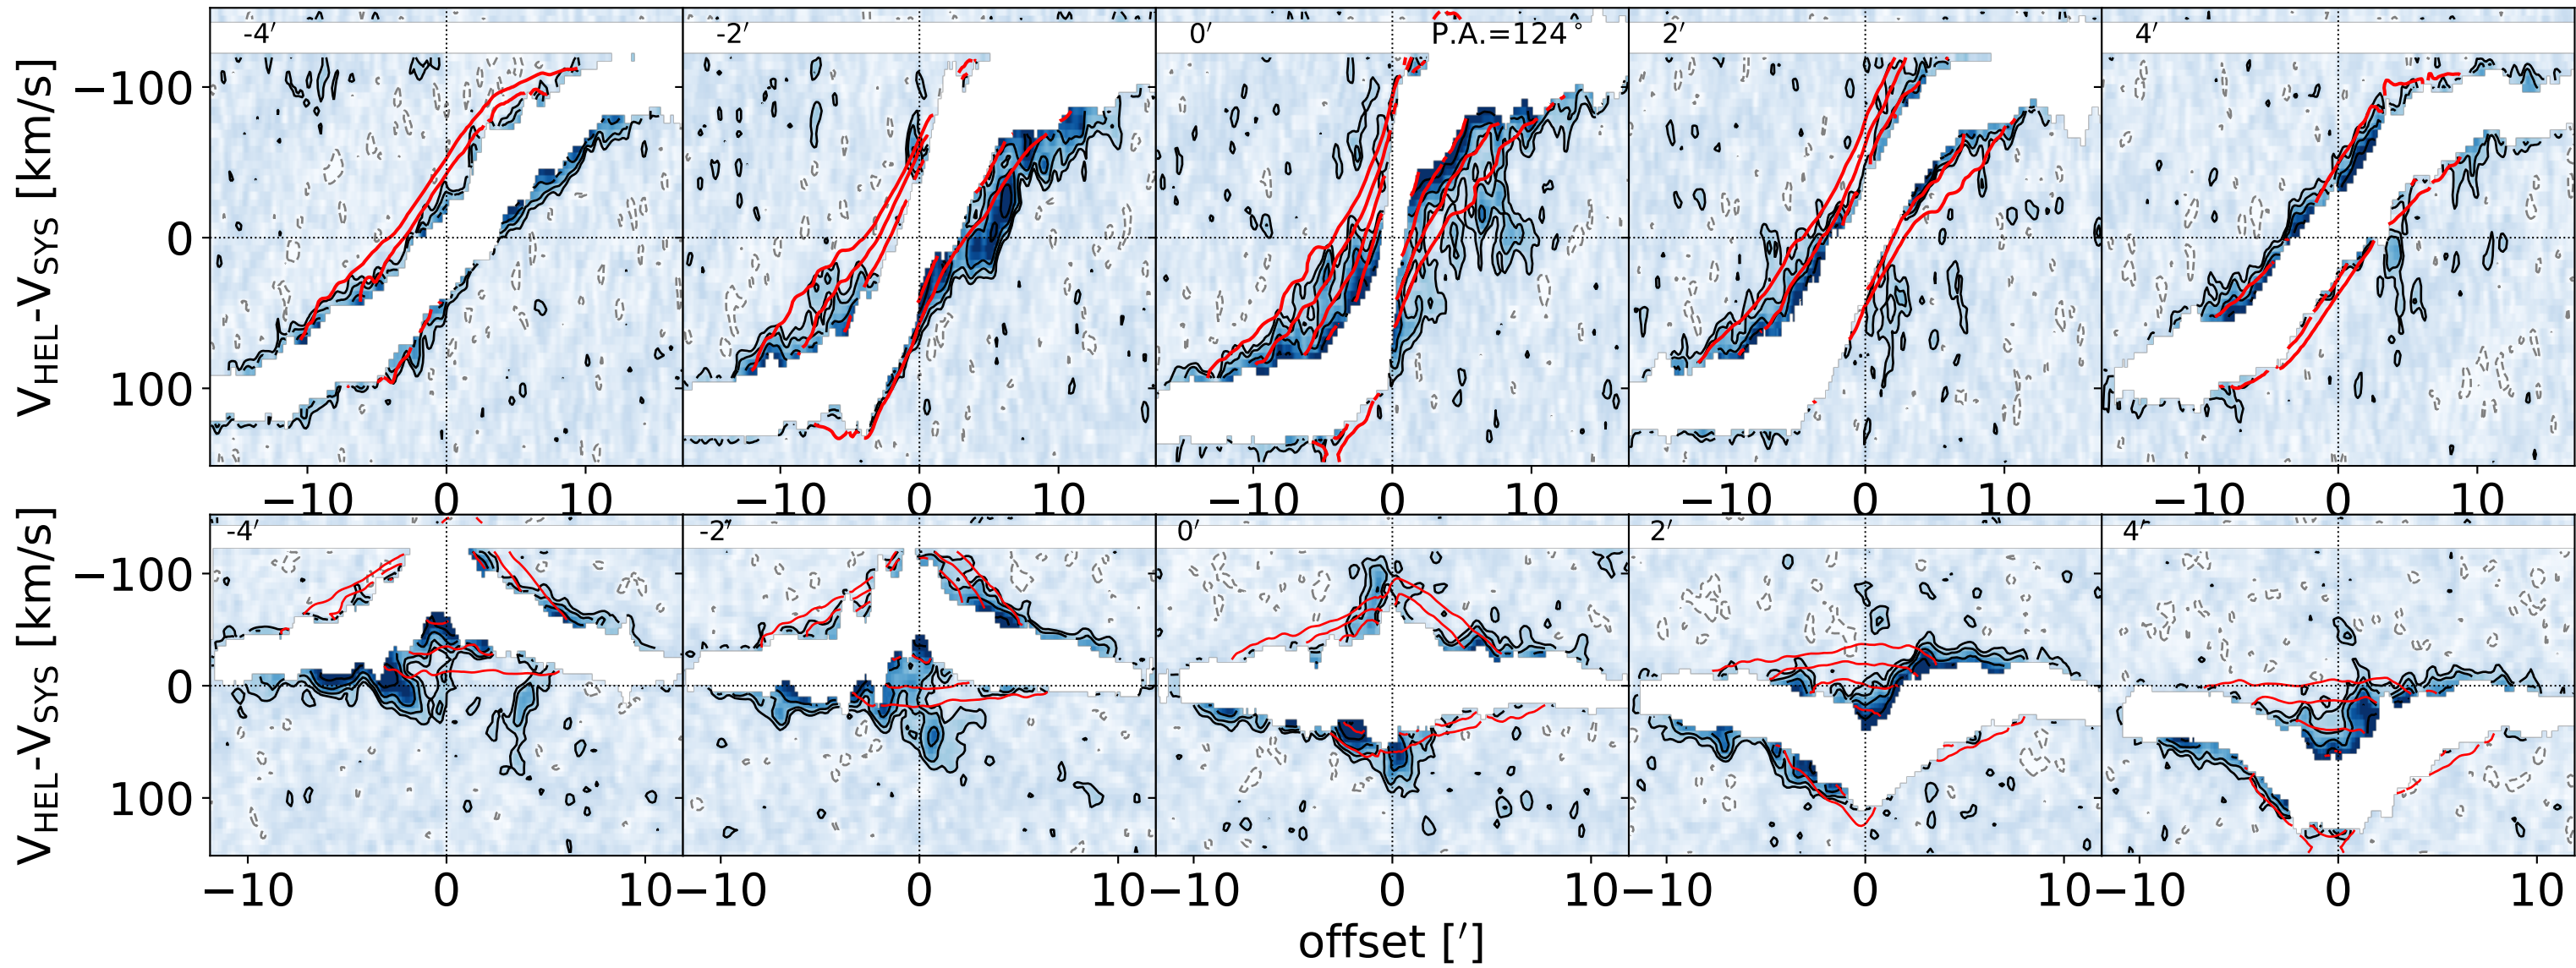 -4′ -2′ 0′ P.A.=124° 2′ 4′
V_HEL-V_SYS [km/s]
−100
0
100
−10 0 10 −10 0 10 −10 0 10 −10 0 10 −10 0 10
-4′ -2′ 0′ 2′ 4′
V_HEL-V_SYS [km/s]
−100
0
100
−10 0 10 −10 0 10 −10 0 10 −10 0 10 −10 0 10
offset [′]